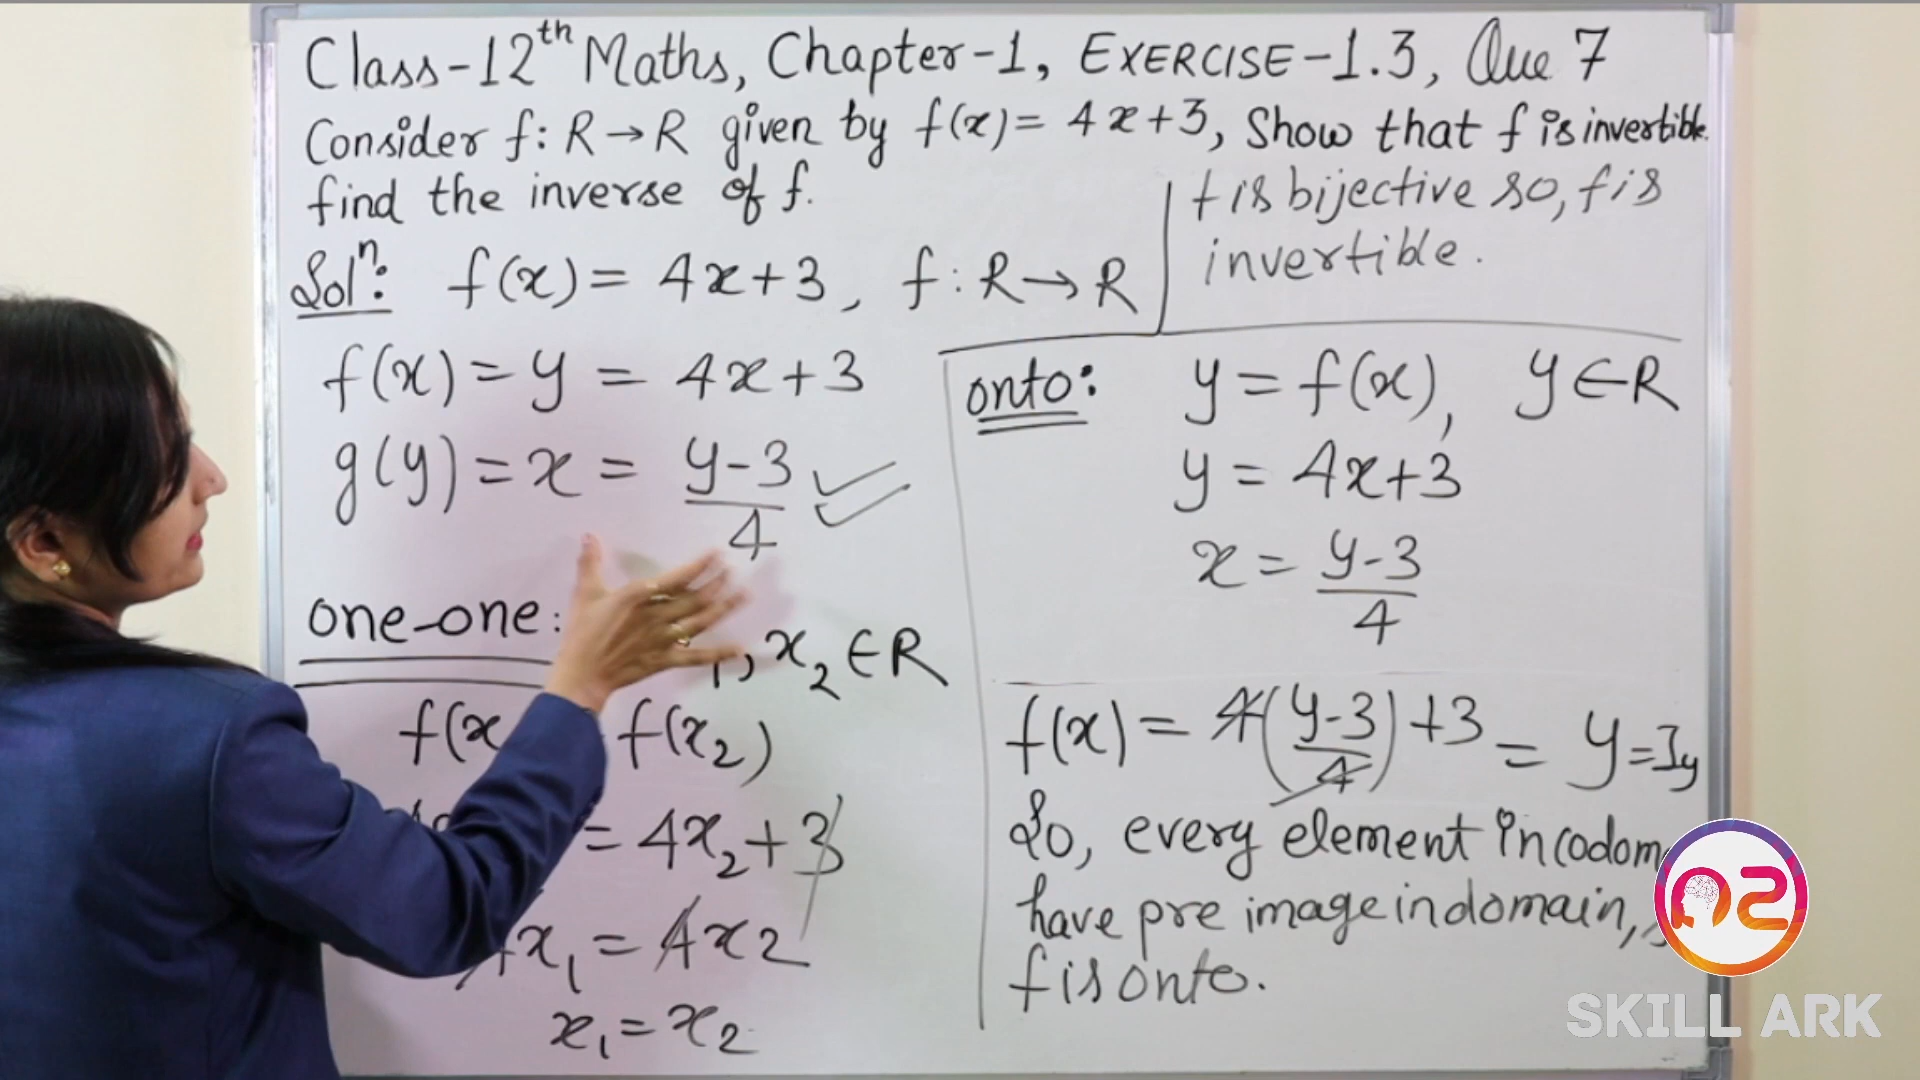 Class-12th Maths, Chapter-1, EXERCISE-1.3, Que 7
Consider f: R→R given by f(x)= 4x+3, Show that f is invertible.
find the inverse of f.
f is bijective so, f is
invertible.
Soln: f(x)= 4x+3, f: R→R
f(x)=y = 4x+3
g(y)=x= y-3/4
one-one: , x2 ∈R
f(x f(x2)
= 4x2+3
4x1 = 4x2
x1 = x2
onto: y = f(x), y∈R
y = 4x+3
x = y-3/4
f(x)= 4(y-3/4)+3 = y=Iy
So, every element in
have pre image in domain,
f is onto.
SKILL ARK